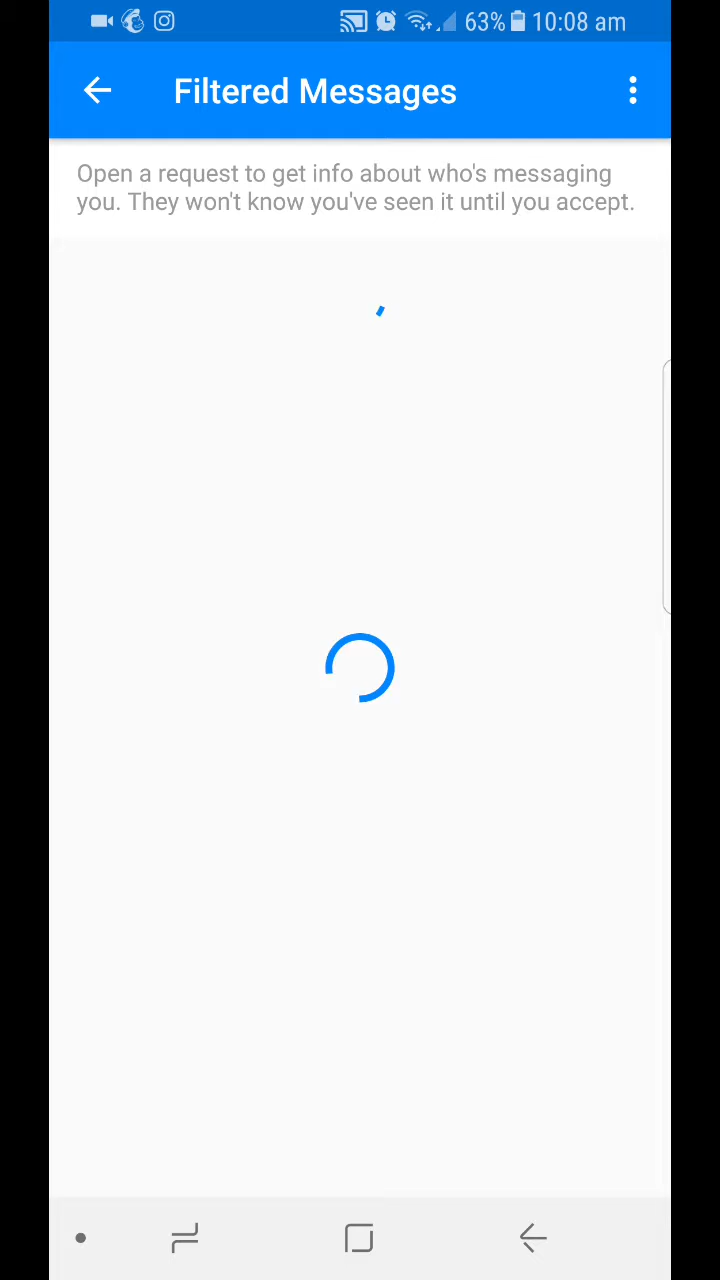 63% 10:08 am
Filtered Messages
Open a request to get info about who's messaging
you. They won't know you've seen it until you accept.